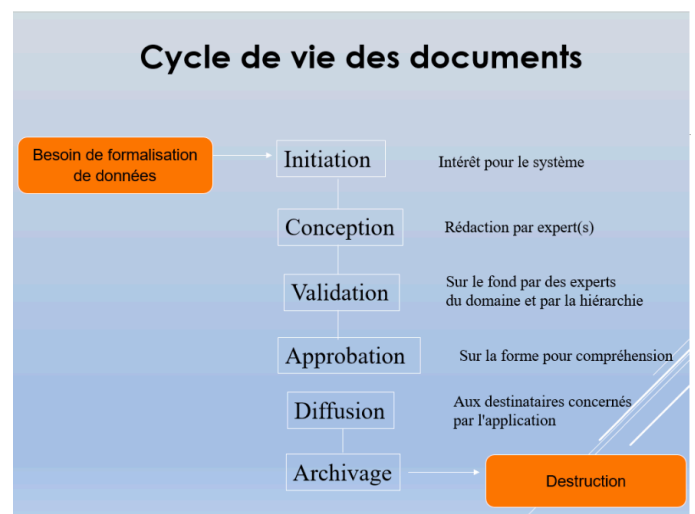 Cycle de vie des documents
Besoin de formalisation
de données
Initiation
Intérêt pour le système
Conception
Rédaction par expert(s)
Validation
Sur le fond par des experts
du domaine et par la hiérarchie
Approbation
Sur la forme pour compréhension
Diffusion
Aux destinataires concernés
par l'application
Archivage
Destruction